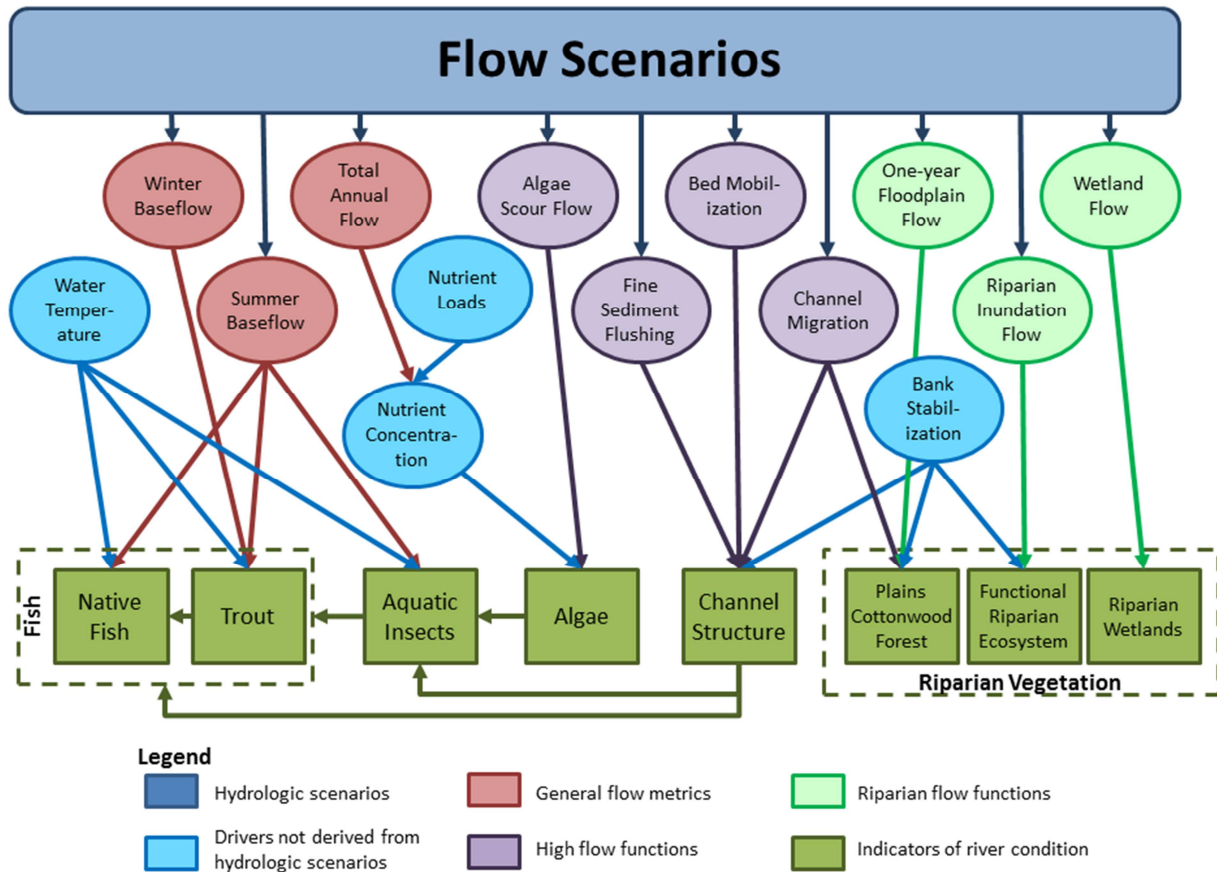 Flow Scenarios
Winter
Baseflow
Total
Annual
Flow
Algae
Scour Flow
Bed Mobil-
ization
One-year
Floodplain
Flow
Wetland
Flow
Water
Temper-
ature
Summer
Baseflow
Nutrient
Loads
Fine
Sediment
Flushing
Channel
Migration
Riparian
Inundation
Flow
Nutrient
Concentra-
tion
Bank
Stabil-
ization
Fish
Native
Fish
Trout
Aquatic
Insects
Algae
Channel
Structure
Plains
Cottonwood
Forest
Functional
Riparian
Ecosystem
Riparian
Wetlands
Riparian Vegetation
Legend
Hydrologic scenarios
General flow metrics
Riparian flow functions
Drivers not derived from
hydrologic scenarios
High flow functions
Indicators of river condition